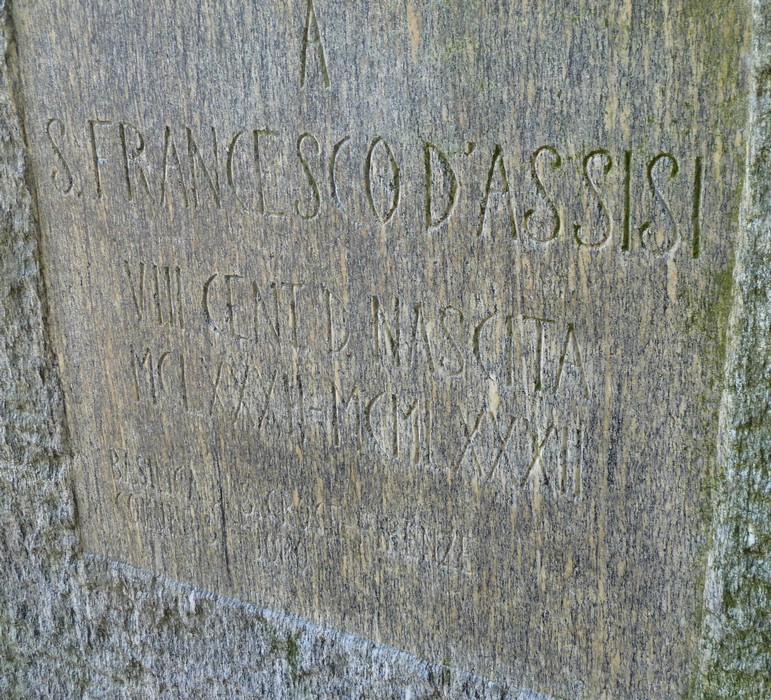 A
S. FRANCESCO D'ASSISI
VIII CENT. D. NASCITA
MCLXXXII-MCMLXXXII